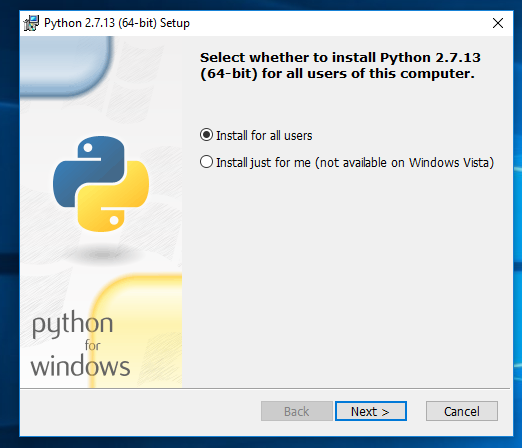 Python 2.7.13 (64-bit) Setup
Select whether to install Python 2.7.13
(64-bit) for all users of this computer.
Install for all users
Install just for me (not available on Windows Vista)
python
for
windows
Back
Next >
Cancel